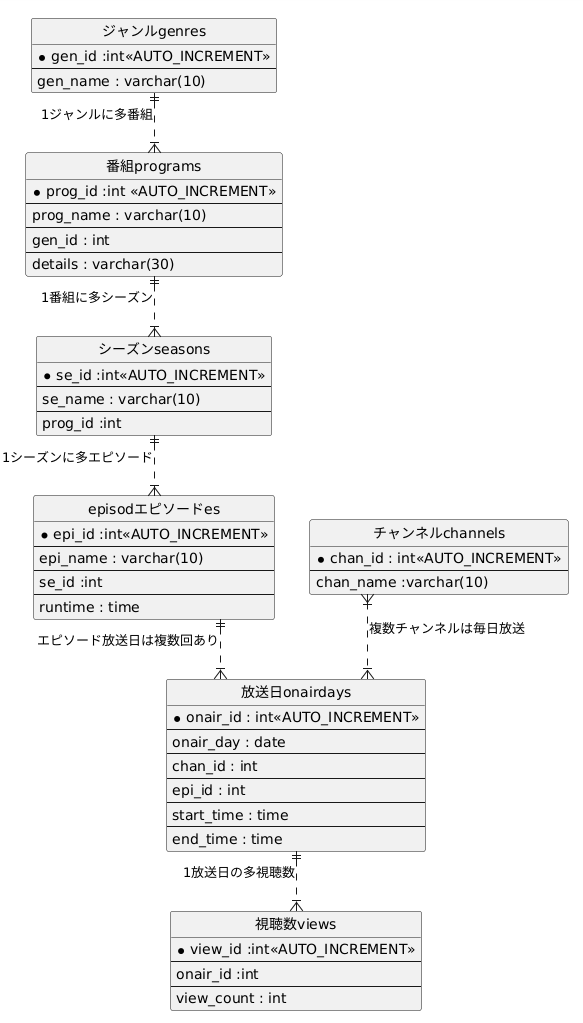 ジャンルgenres
* gen_id :int«AUTO_INCREMENT»
gen_name : varchar(10)
1ジャンルに多番組
番組programs
* prog_id :int «AUTO_INCREMENT»
prog_name : varchar(10)
gen_id : int
details : varchar(30)
1番組に多シーズン
シーズンseasons
* se_id :int«AUTO_INCREMENT»
se_name : varchar(10)
prog_id :int
1シーズンに多エピソード
episodエピソードes
* epi_id :int«AUTO_INCREMENT»
epi_name : varchar(10)
se_id :int
runtime : time
チャンネルchannels
* chan_id : int«AUTO_INCREMENT»
chan_name :varchar(10)
エピソード放送日は複数回あり
複数チャンネルは毎日放送
放送日onairdays
* onair_id : int«AUTO_INCREMENT»
onair_day : date
chan_id : int
epi_id : int
start_time : time
end_time : time
1放送日の多視聴数
視聴数views
* view_id :int«AUTO_INCREMENT»
onair_id :int
view_count : int